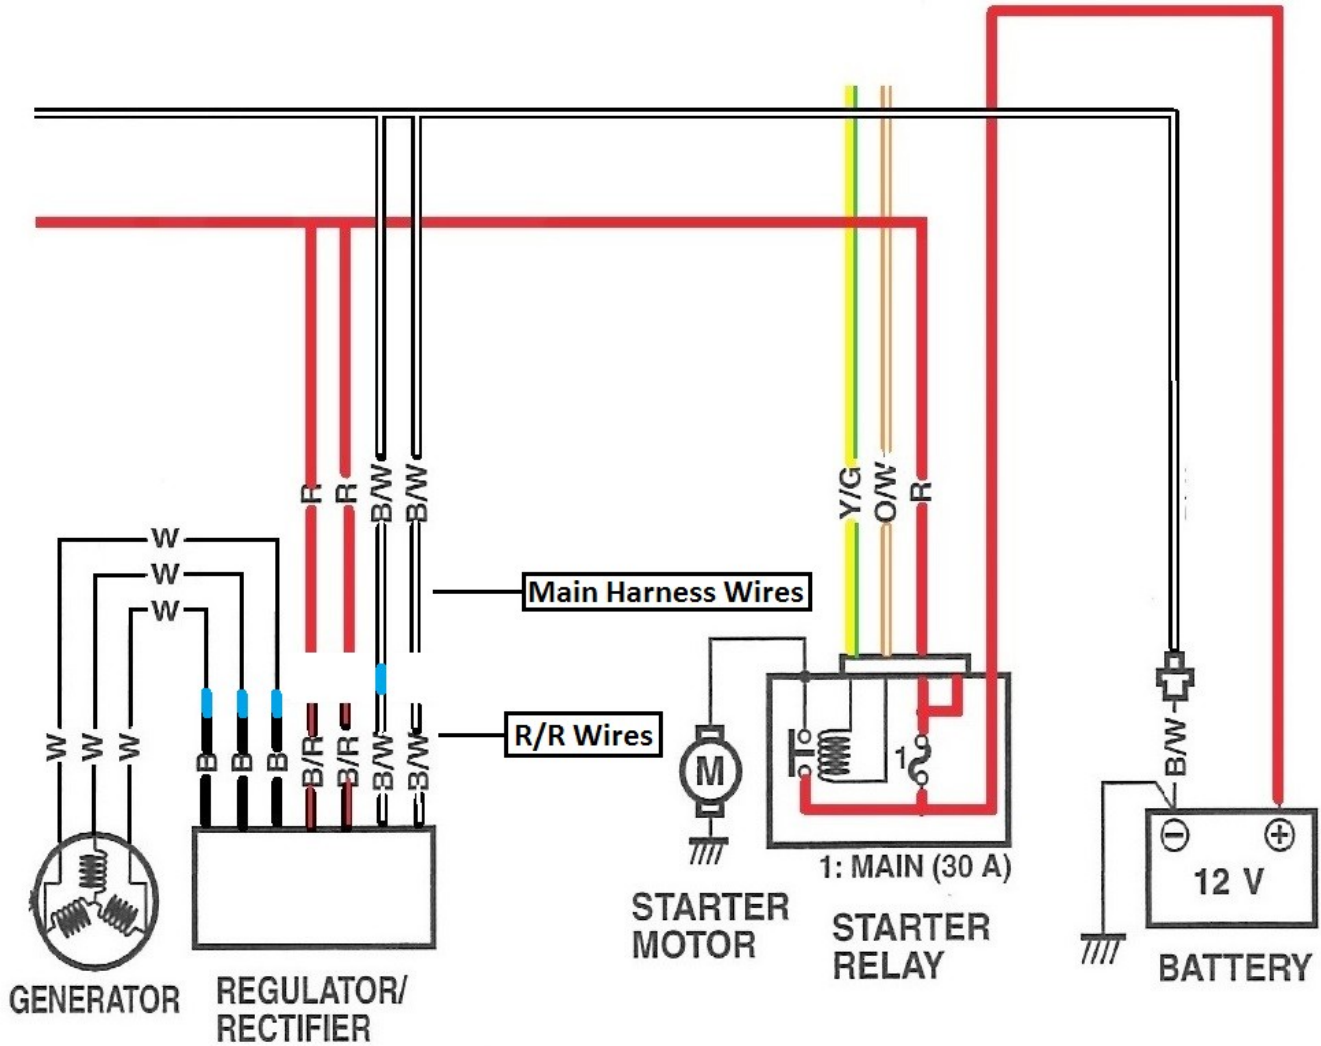 R
R
B/W
B/W
Y/G
O/W
R
W
W
W
Main Harness Wires
R/R Wires
W
W
W
B
B
B
B/R
B/R
B/W
B/W
M
1
B/W
12 V
1: MAIN (30 A)
GENERATOR
REGULATOR/
RECTIFIER
STARTER
MOTOR
STARTER
RELAY
BATTERY